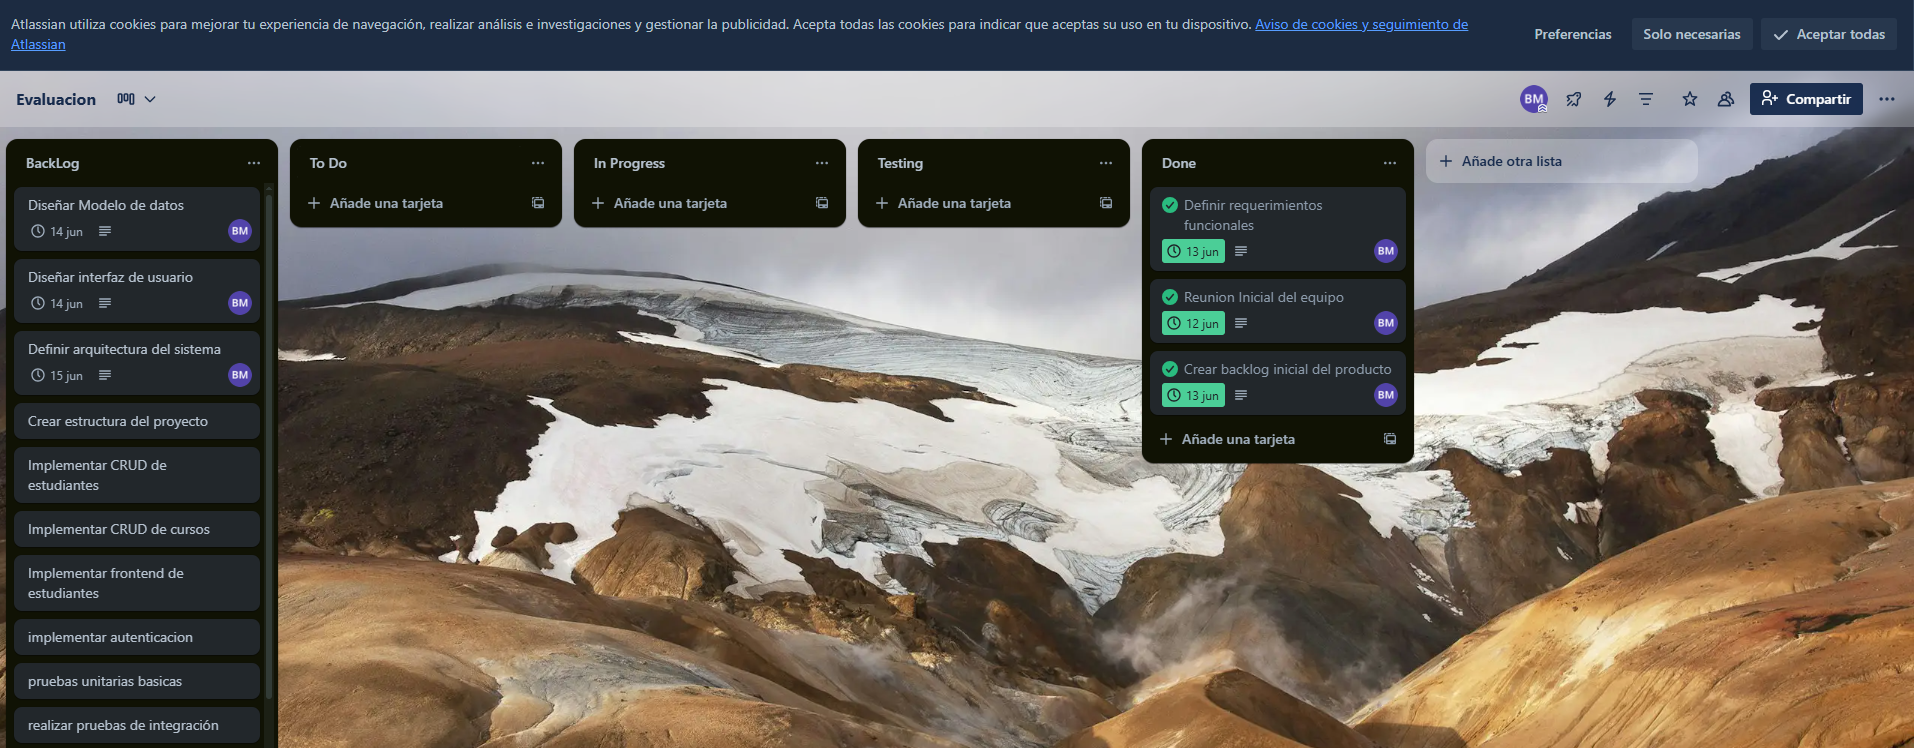 Atlassian utiliza cookies para mejorar tu experiencia de navegación, realizar análisis e investigaciones y gestionar la publicidad. Acepta todas las cookies para indicar que aceptas su uso en tu dispositivo. Aviso de cookies y seguimiento de
Atlassian
Preferencias
Solo necesarias
Aceptar todas
Evaluacion
BM
Compartir
BackLog
Diseñar Modelo de datos
14 jun
BM
Diseñar interfaz de usuario
14 jun
BM
Definir arquitectura del sistema
15 jun
BM
Crear estructura del proyecto
Implementar CRUD de
estudiantes
Implementar CRUD de cursos
Implementar frontend de
estudiantes
implementar autenticacion
pruebas unitarias basicas
realizar pruebas de integración
To Do
Añade una tarjeta
In Progress
Añade una tarjeta
Testing
Añade una tarjeta
Done
Definir requerimientos
funcionales
13 jun
BM
Reunion Inicial del equipo
12 jun
BM
Crear backlog inicial del producto
13 jun
BM
Añade una tarjeta
Añade otra lista